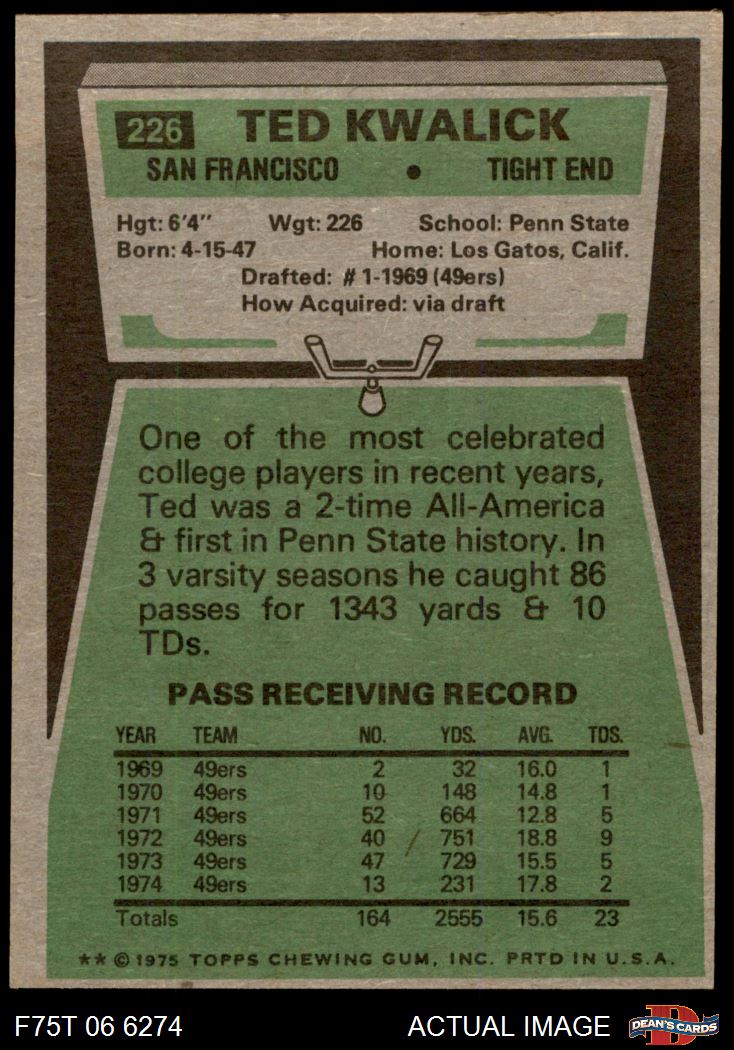 226 TED KWALICK
SAN FRANCISCO • TIGHT END
Hgt: 6'4" Wgt: 226 School: Penn State
Born: 4-15-47 Home: Los Gatos, Calif.
Drafted: #1-1969 (49ers)
How Acquired: via draft
One of the most celebrated
college players in recent years,
Ted was a 2-time All-America
& first in Penn State history. In
3 varsity seasons he caught 86
passes for 1343 yards & 10
TDs.
PASS RECEIVING RECORD
YEAR TEAM NO. YDS. AVG. TDS.
1969 49ers 2 32 16.0 1
1970 49ers 10 148 14.8 1
1971 49ers 52 664 12.8 5
1972 49ers 40 751 18.8 9
1973 49ers 47 729 15.5 5
1974 49ers 13 231 17.8 2
Totals 164 2555 15.6 23
** © 1975 TOPPS CHEWING GUM, INC. PRTD IN U.S.A.
F75T 06 6274 ACTUAL IMAGE D DEAN'S CARDS